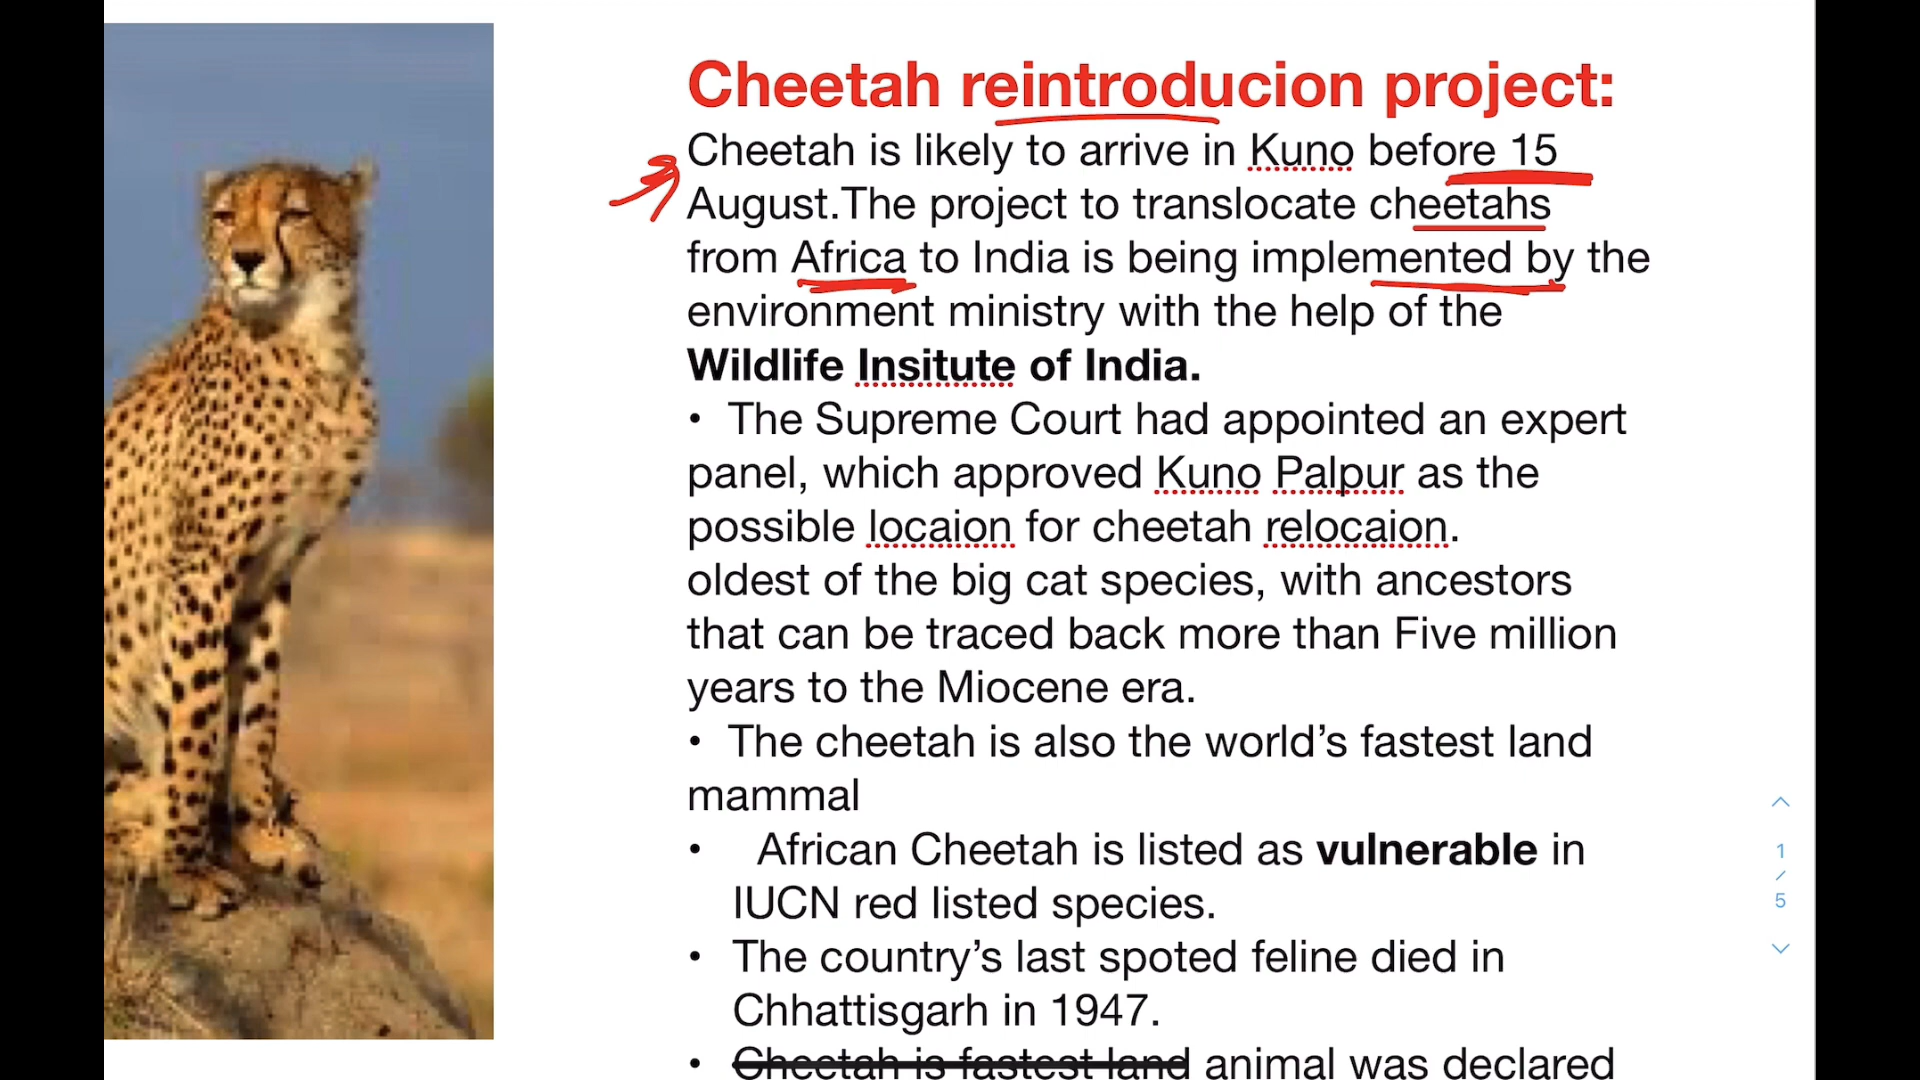 Cheetah reintroducion project:
Cheetah is likely to arrive in Kuno before 15
August.The project to translocate cheetahs
from Africa to India is being implemented by the
environment ministry with the help of the
Wildlife Insitute of India.
• The Supreme Court had appointed an expert
panel, which approved Kuno Palpur as the
possible locaion for cheetah relocaion.
oldest of the big cat species, with ancestors
that can be traced back more than Five million
years to the Miocene era.
• The cheetah is also the world’s fastest land
mammal
• African Cheetah is listed as vulnerable in
IUCN red listed species.
• The country’s last spoted feline died in
Chhattisgarh in 1947.
• Cheetah is fastest land animal was declared
1
/
5